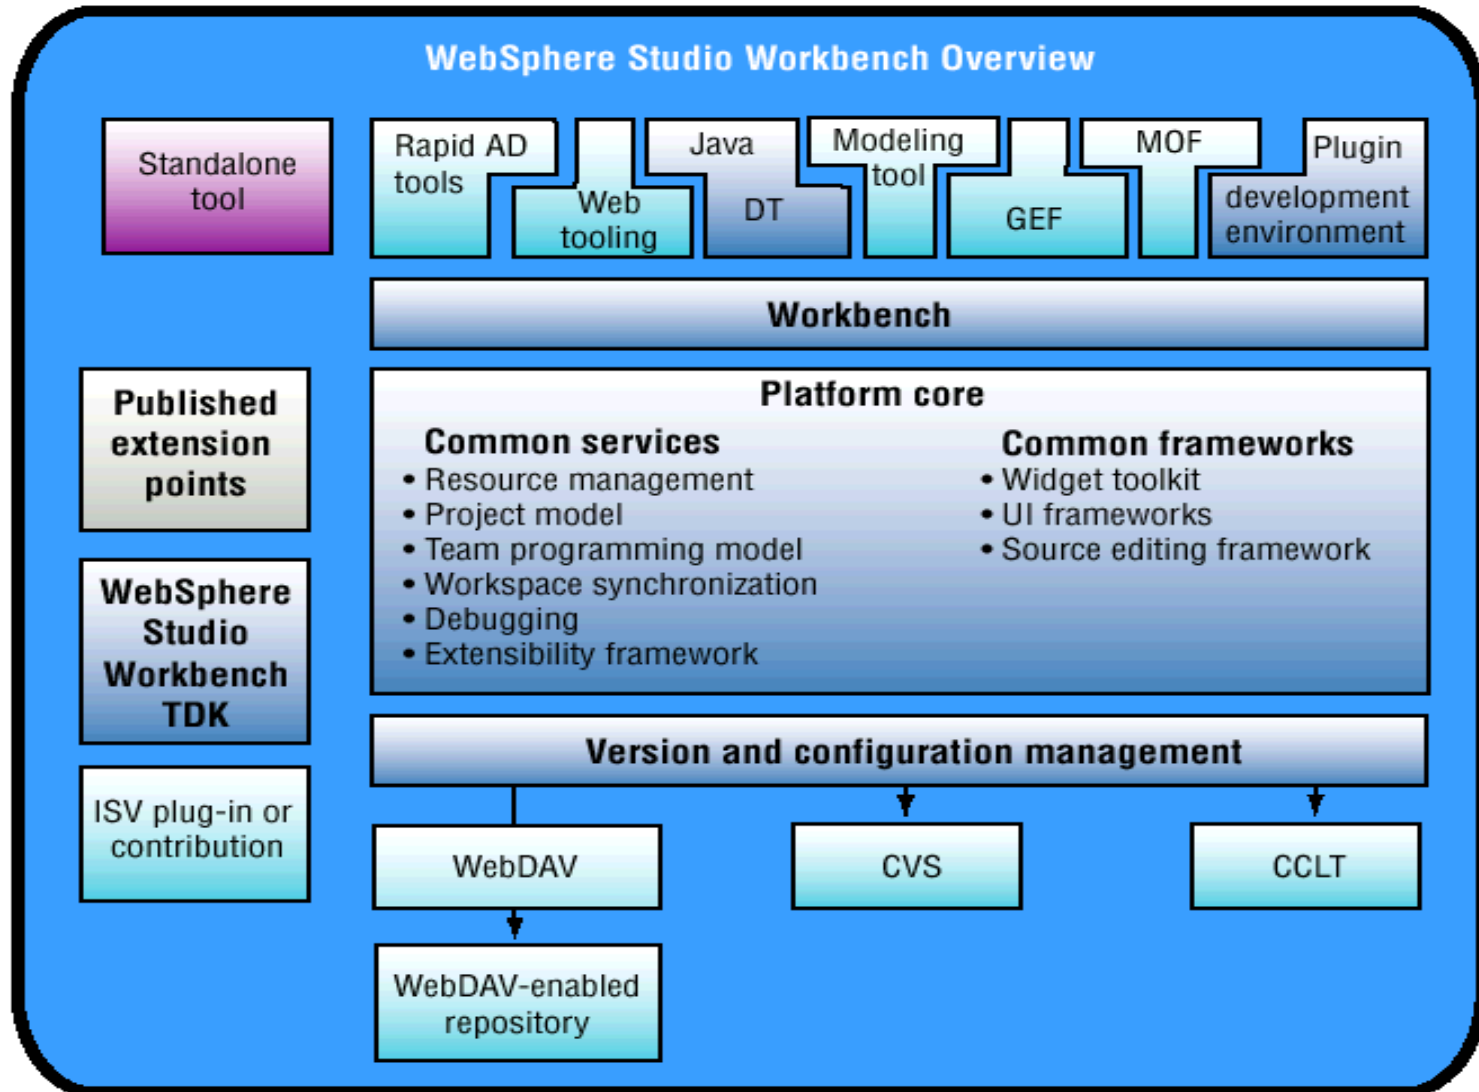 WebSphere Studio Workbench Overview
Standalone
tool
Rapid AD
tools
Web
tooling
Java
DT
Modeling
tool
GEF
MOF
Plugin
development
environment
Workbench
Published
extension
points
WebSphere
Studio
Workbench
TDK
ISV plug-in or
contribution
Platform core
Common services
• Resource management
• Project model
• Team programming model
• Workspace synchronization
• Debugging
• Extensibility framework
Common frameworks
• Widget toolkit
• UI frameworks
• Source editing framework
Version and configuration management
WebDAV
CVS
CCLT
WebDAV-enabled
repository